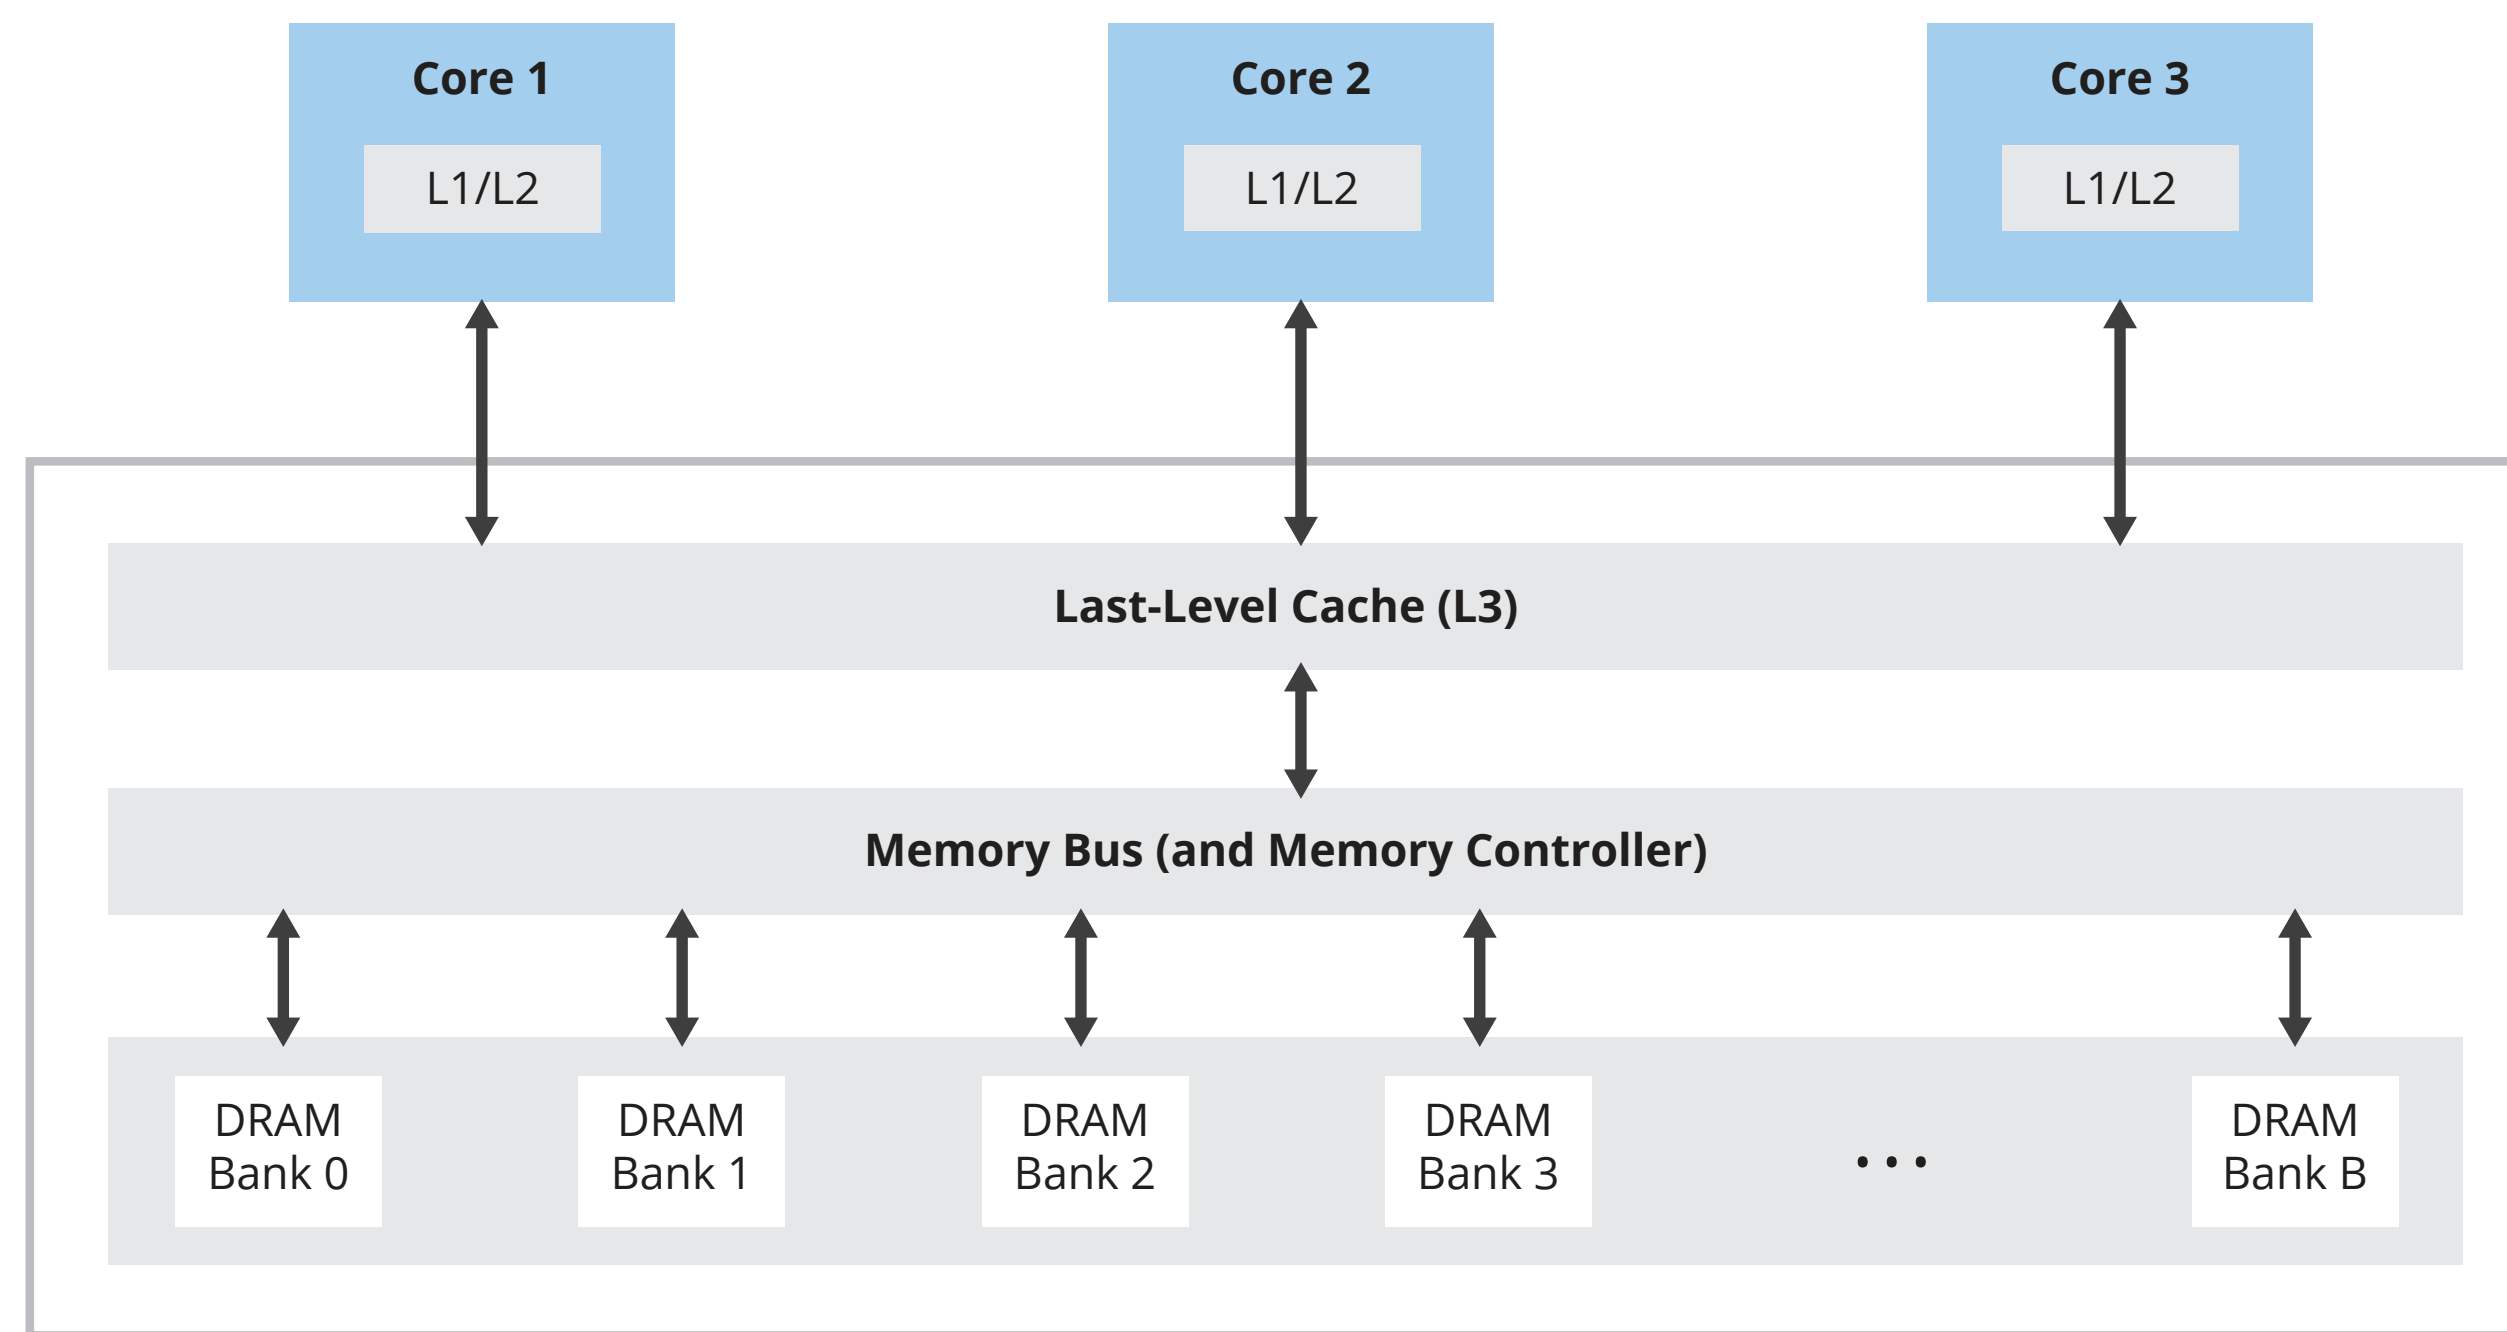 Core 1
Core 2
Core 3
L1/L2
L1/L2
L1/L2
Last-Level Cache (L3)
Memory Bus (and Memory Controller)
DRAM
Bank 0
DRAM
Bank 1
DRAM
Bank 2
DRAM
Bank 3
...
DRAM
Bank B